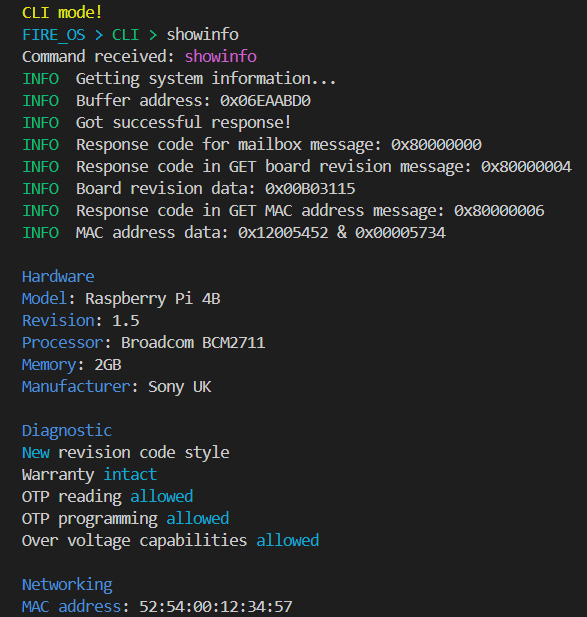 CLI mode!
FIRE_OS > CLI > showinfo
Command received: showinfo
INFO Getting system information...
INFO Buffer address: 0x06EAABD0
INFO Got successful response!
INFO Response code for mailbox message: 0x80000000
INFO Response code in GET board revision message: 0x80000004
INFO Board revision data: 0x00B03115
INFO Response code in GET MAC address message: 0x80000006
INFO MAC address data: 0x12005452 & 0x00005734
Hardware
Model: Raspberry Pi 4B
Revision: 1.5
Processor: Broadcom BCM2711
Memory: 2GB
Manufacturer: Sony UK
Diagnostic
New revision code style
Warranty intact
OTP reading allowed
OTP programming allowed
Over voltage capabilities allowed
Networking
MAC address: 52:54:00:12:34:57